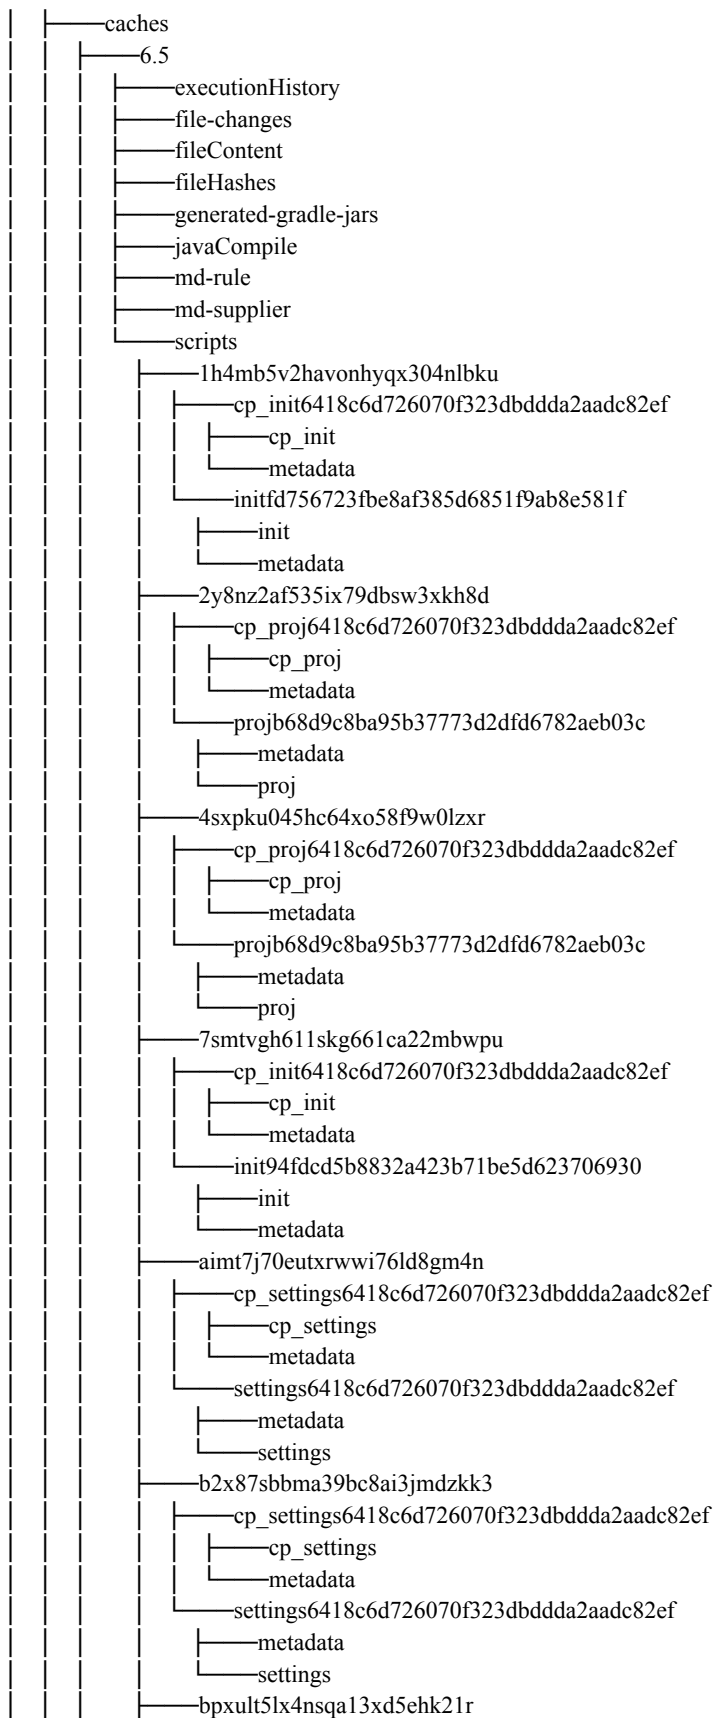 caches
6.5
executionHistory
file-changes
fileContent
fileHashes
generated-gradle-jars
javaCompile
md-rule
md-supplier
scripts
1h4mb5v2havonhyqx304nlbku
cp_init6418c6d726070f323dbddda2aadc82ef
cp_init
metadata
initfd756723fbe8af385d6851f9ab8e581f
init
metadata
2y8nz2af535ix79dbsw3xkh8d
cp_proj6418c6d726070f323dbddda2aadc82ef
cp_proj
metadata
projb68d9c8ba95b37773d2dfd6782aeb03c
metadata
proj
4sxpku045hc64xo58f9w0lzxr
cp_proj6418c6d726070f323dbddda2aadc82ef
cp_proj
metadata
projb68d9c8ba95b37773d2dfd6782aeb03c
metadata
proj
7smtvgh611skg661ca22mbwpu
cp_init6418c6d726070f323dbddda2aadc82ef
cp_init
metadata
init94fdcd5b8832a423b71be5d623706930
init
metadata
aimt7j70eutxrwwi76ld8gm4n
cp_settings6418c6d726070f323dbddda2aadc82ef
cp_settings
metadata
settings6418c6d726070f323dbddda2aadc82ef
metadata
settings
b2x87sbbma39bc8ai3jmdzkk3
cp_settings6418c6d726070f323dbddda2aadc82ef
cp_settings
metadata
settings6418c6d726070f323dbddda2aadc82ef
metadata
settings
bpxult5lx4nsqa13xd5ehk21r